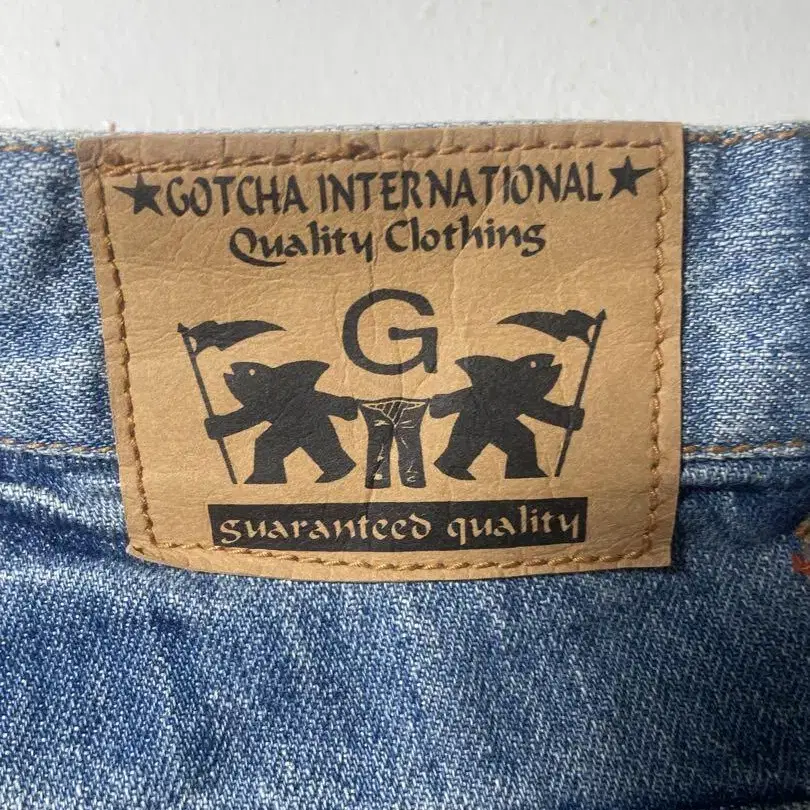 GOTCHA INTERNATIONAL
Quality Clothing
G
guaranteed quality